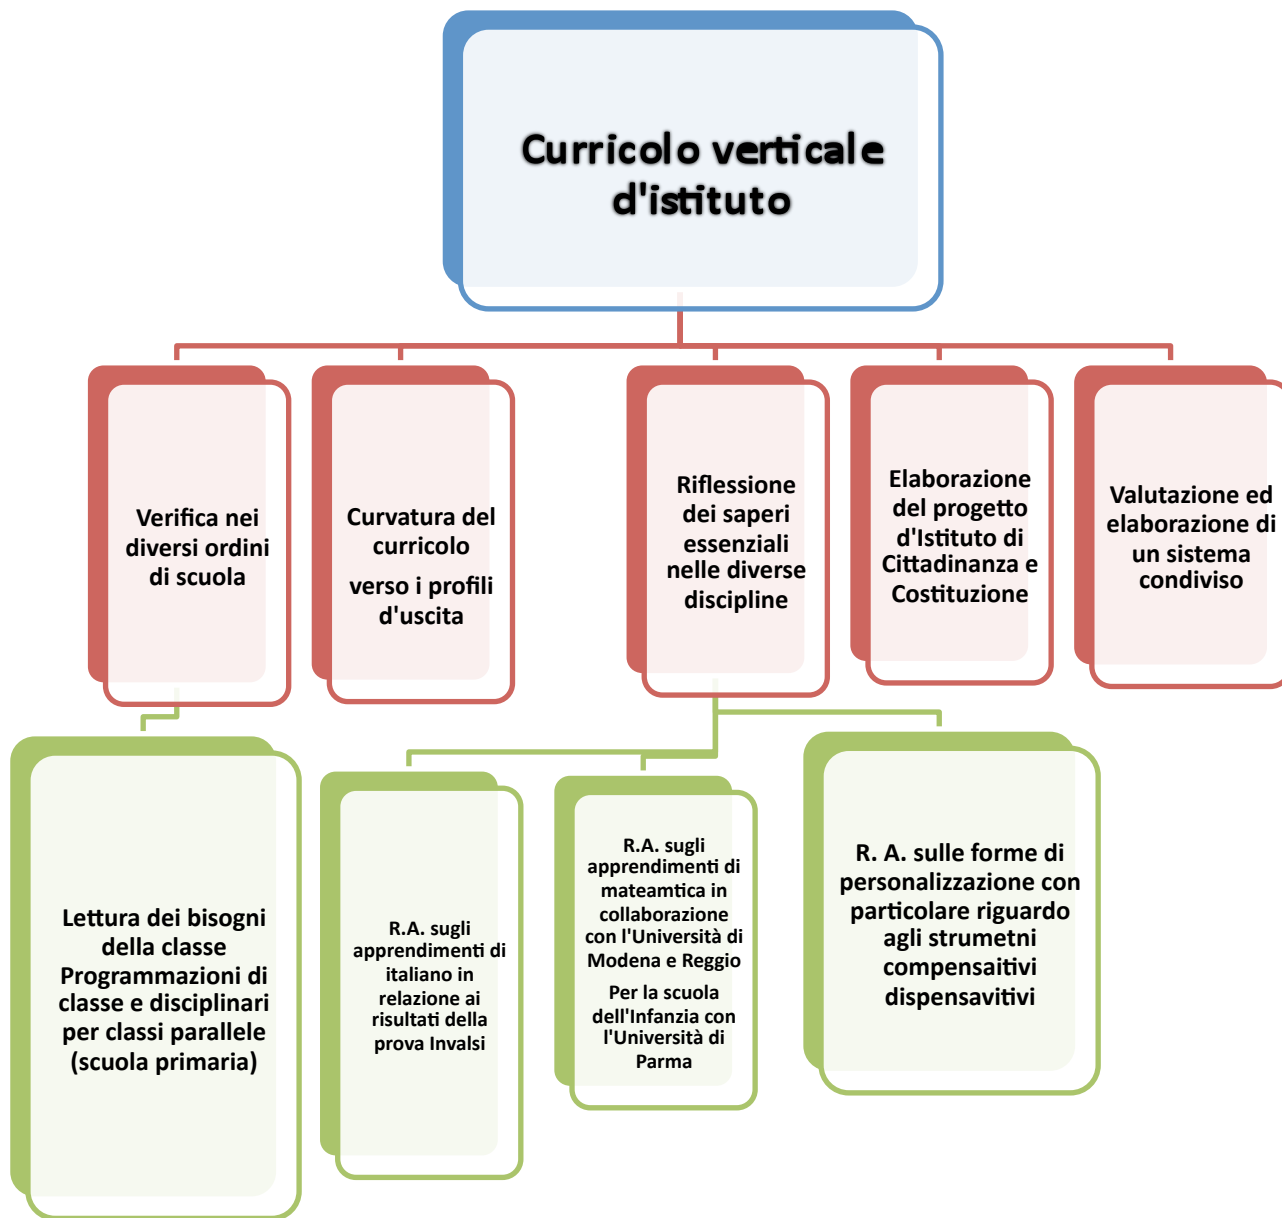 Curricolo verticale
d'istituto
Verifica nei
diversi ordini
di scuola
Curvatura del
curricolo
verso i profili
d'uscita
Riflessione
dei saperi
essenziali
nelle diverse
discipline
Elaborazione
del progetto
d'Istituto di
Cittadinanza e
Costituzione
Valutazione ed
elaborazione di
un sistema
condiviso
Lettura dei bisogni
della classe
Programmazioni di
classe e disciplinari
per classi parallele
(scuola primaria)
R.A. sugli
apprendimenti di
italiano in
relazione ai
risultati della
prova Invalsi
R.A. sugli
apprendimenti di
mateamtica in
collaborazione
con l'Università di
Modena e Reggio
Per la scuola
dell'Infanzia con
l'Università di
Parma
R. A. sulle forme di
personalizzazione con
particolare riguardo
agli strumetni
compensaitivi
dispensavitivi